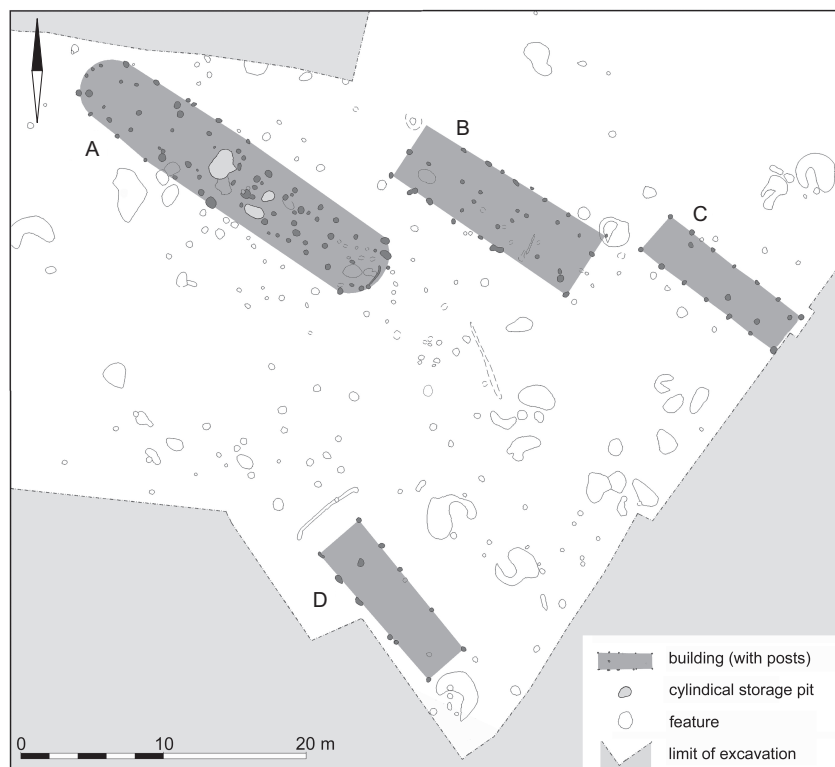 A
B
C
D
building (with posts)
cylindical storage pit
feature
limit of excavation
0 10 20 m